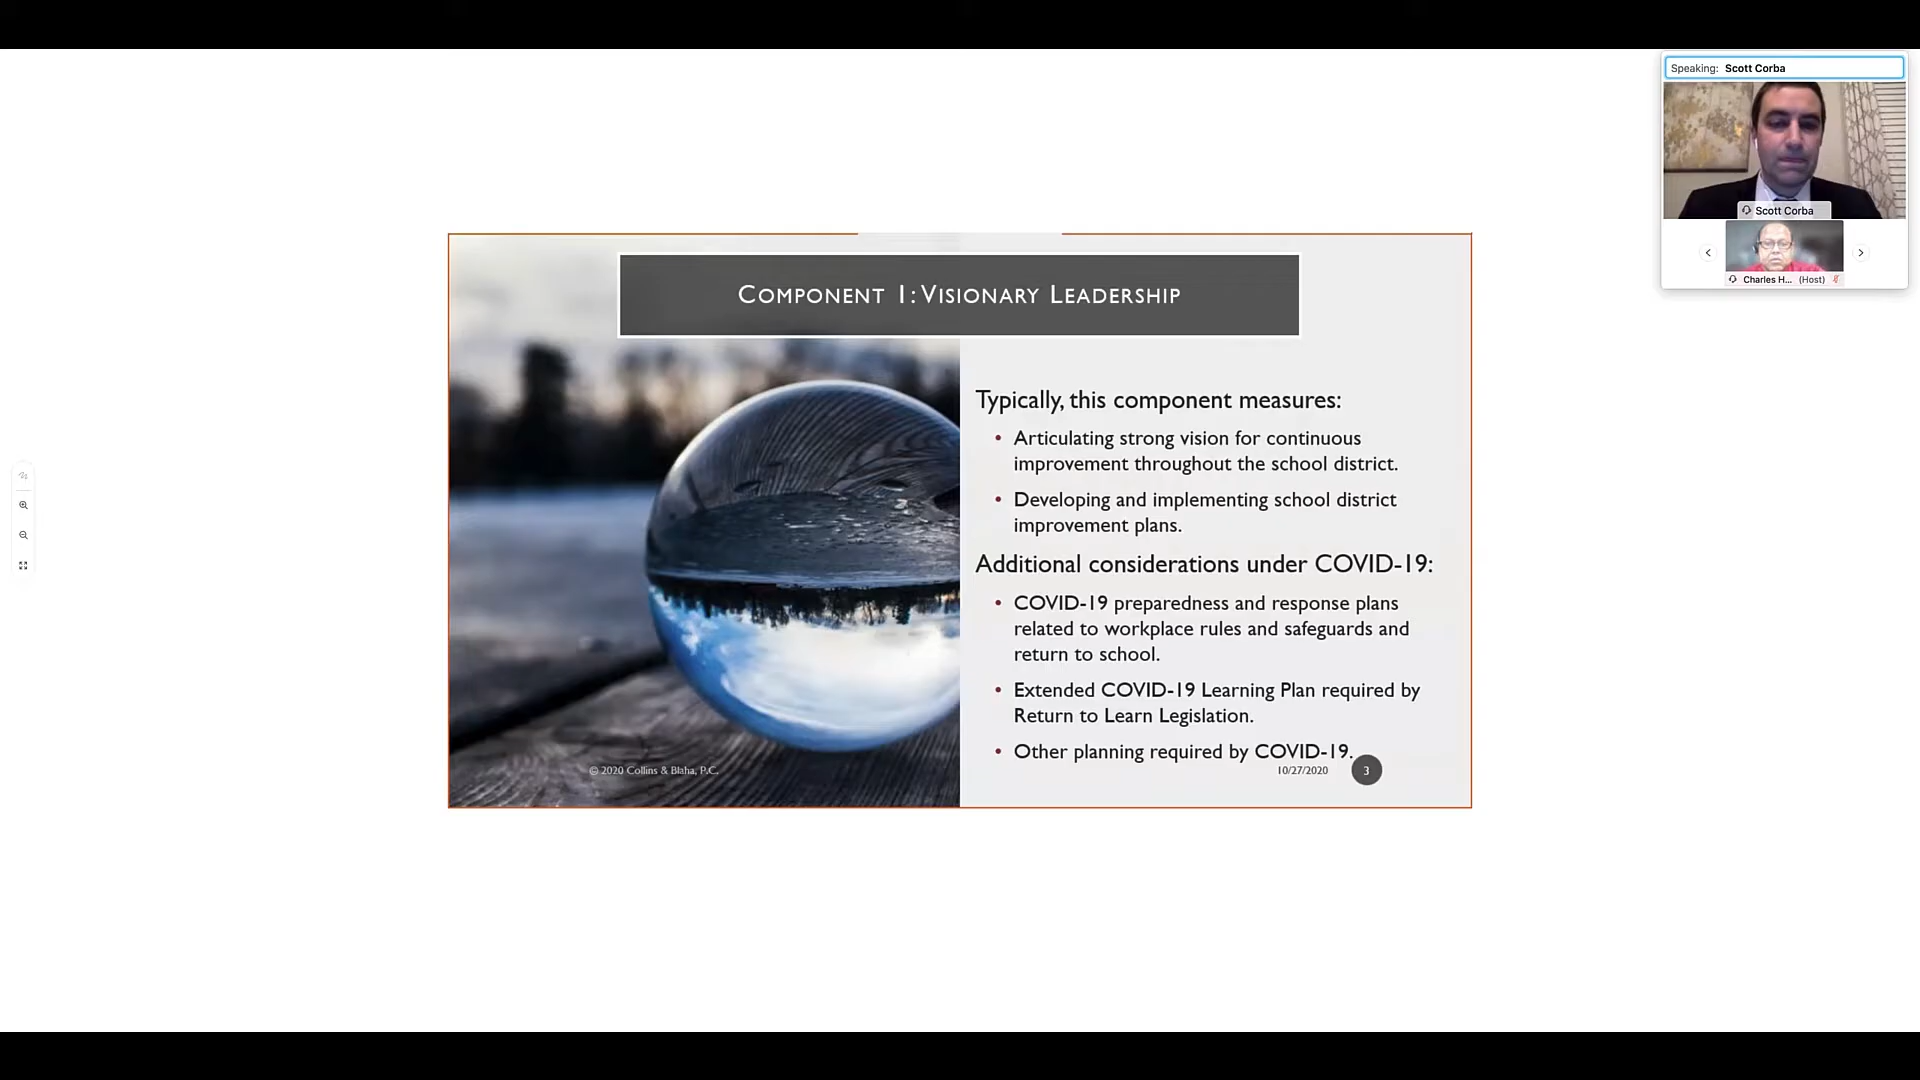 Speaking: Scott Corba
Scott Corba
Charles H... (Host)
Component 1: Visionary Leadership
Typically, this component measures:
• Articulating strong vision for continuous
improvement throughout the school district.
• Developing and implementing school district
improvement plans.
Additional considerations under COVID-19:
• COVID-19 preparedness and response plans
related to workplace rules and safeguards and
return to school.
• Extended COVID-19 Learning Plan required by
Return to Learn Legislation.
• Other planning required by COVID-19.
© 2020 Collins & Blaha, P.C.
10/27/2020
3